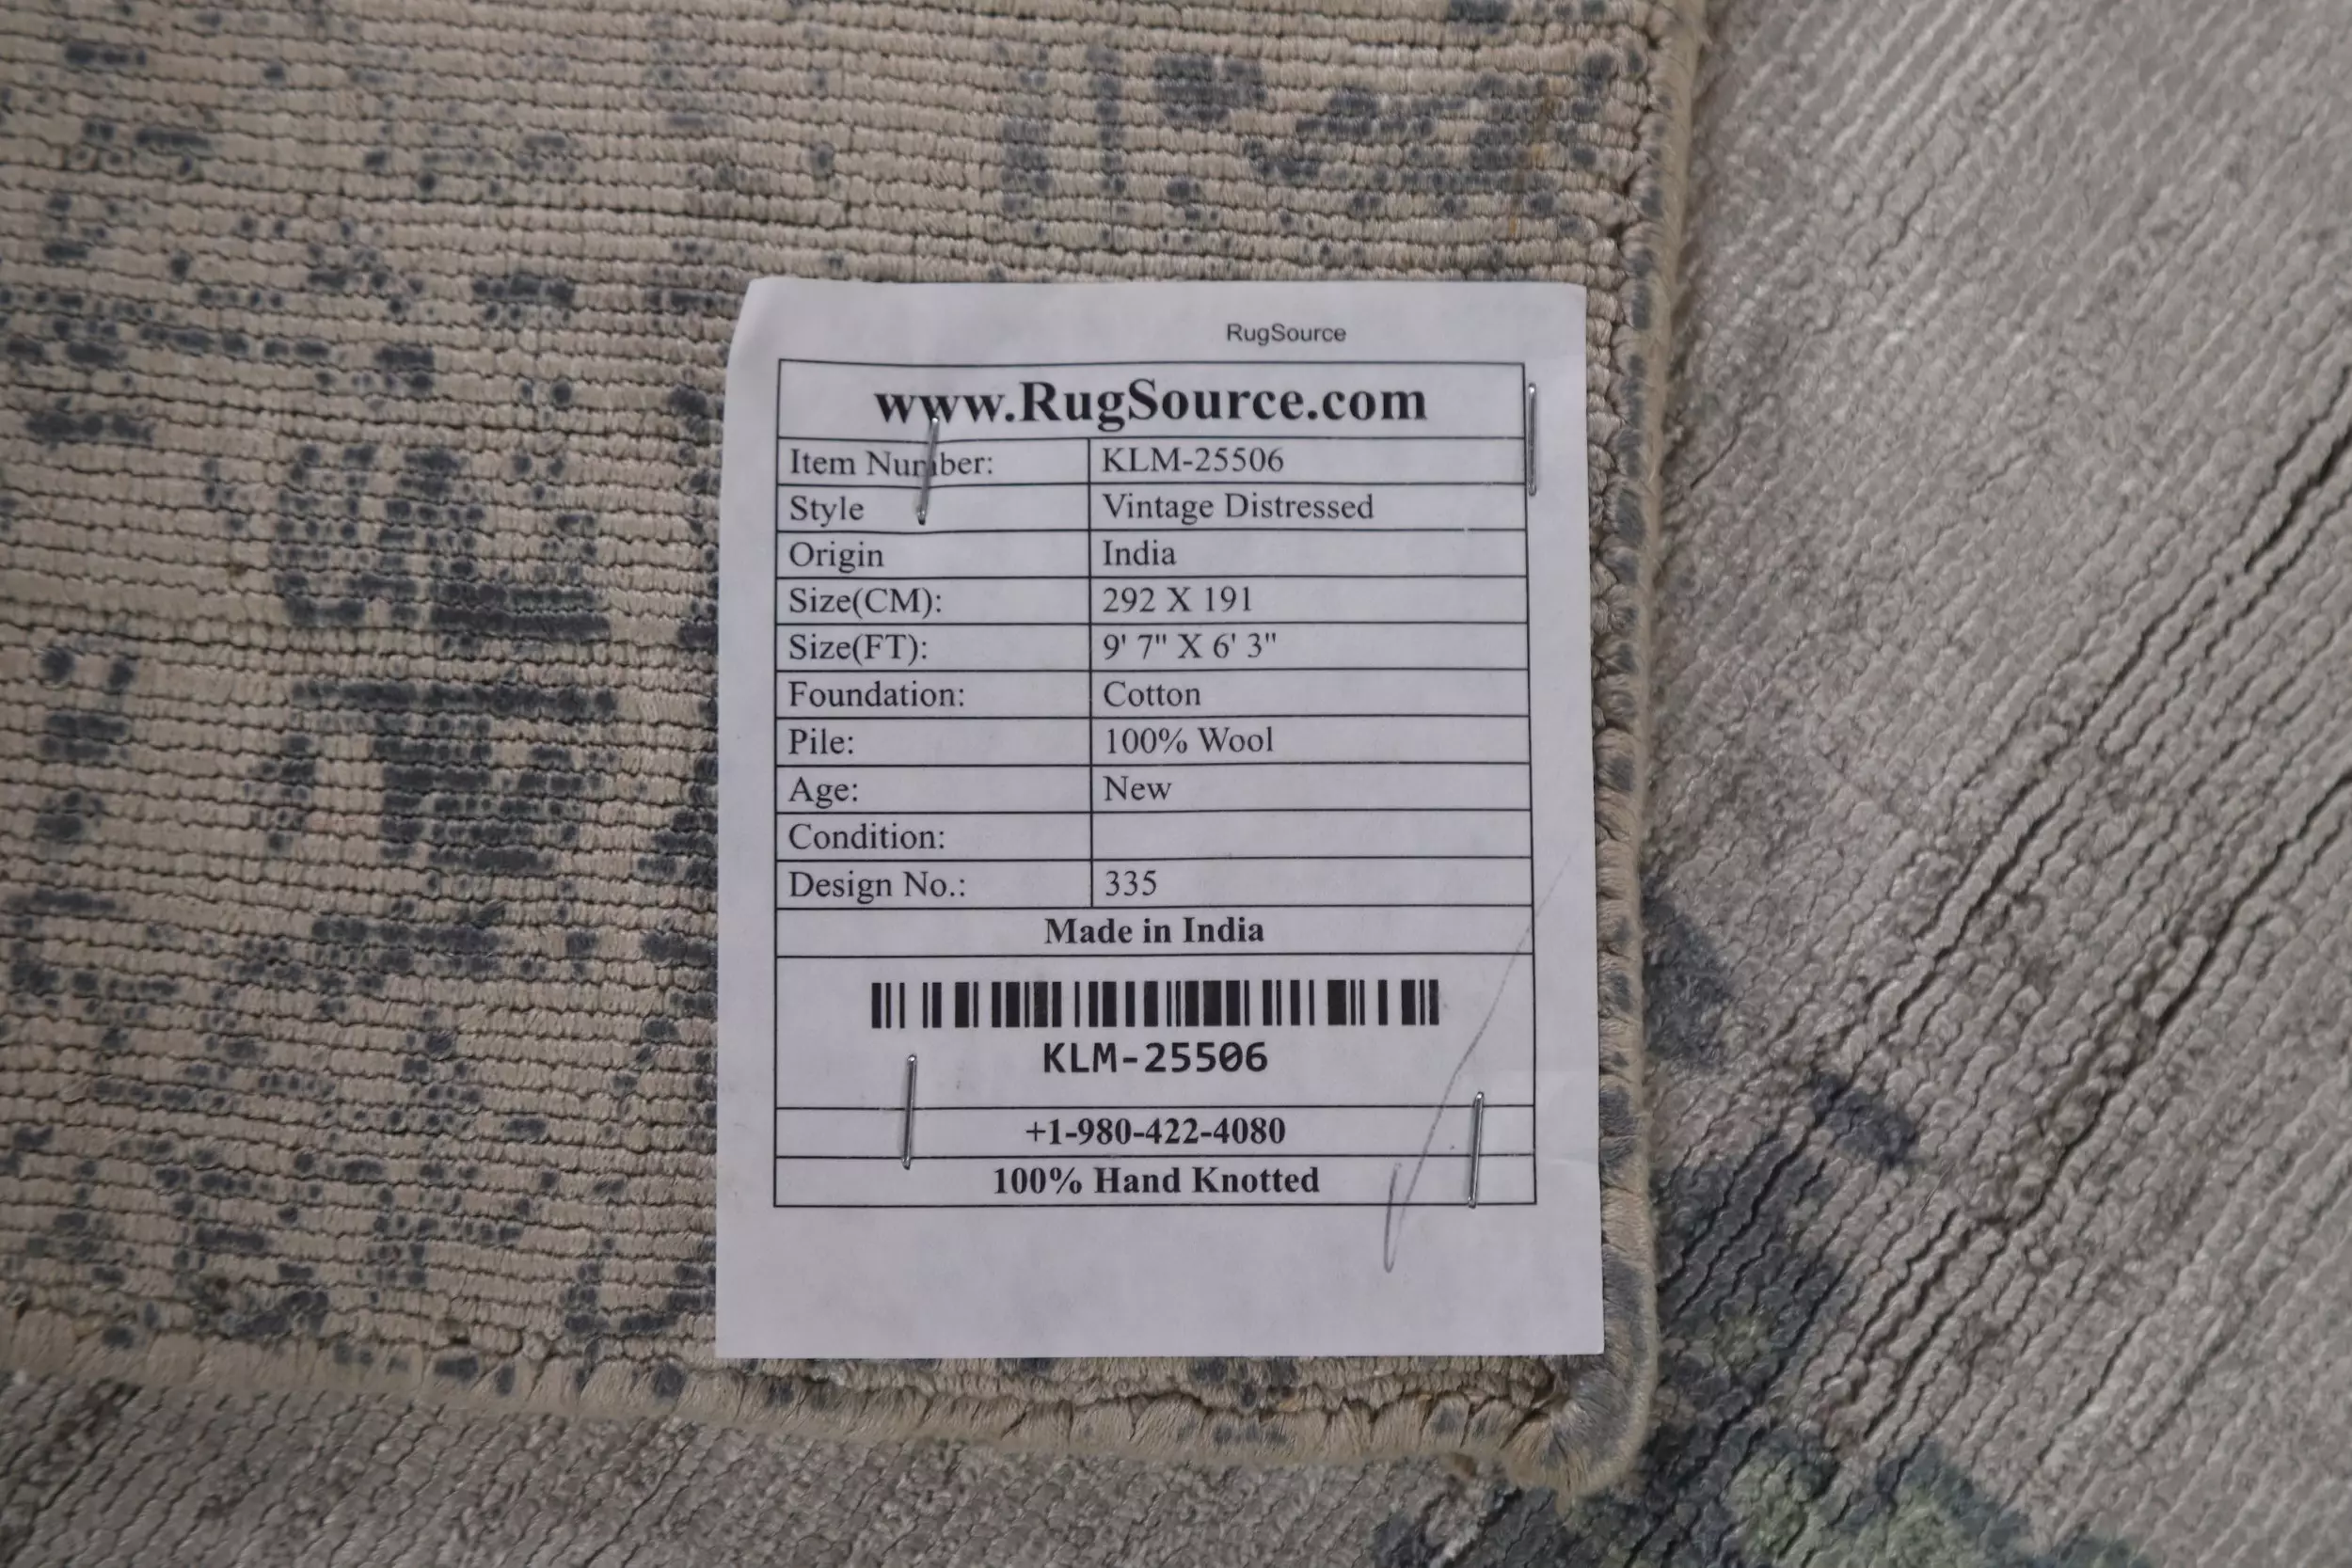 RugSource
www.RugSource.com
Item Number: KLM-25506
Style Vintage Distressed
Origin India
Size(CM): 292 X 191
Size(FT): 9' 7" X 6' 3"
Foundation: Cotton
Pile: 100% Wool
Age: New
Condition:
Design No.: 335
Made in India
KLM-25506
+1-980-422-4080
100% Hand Knotted